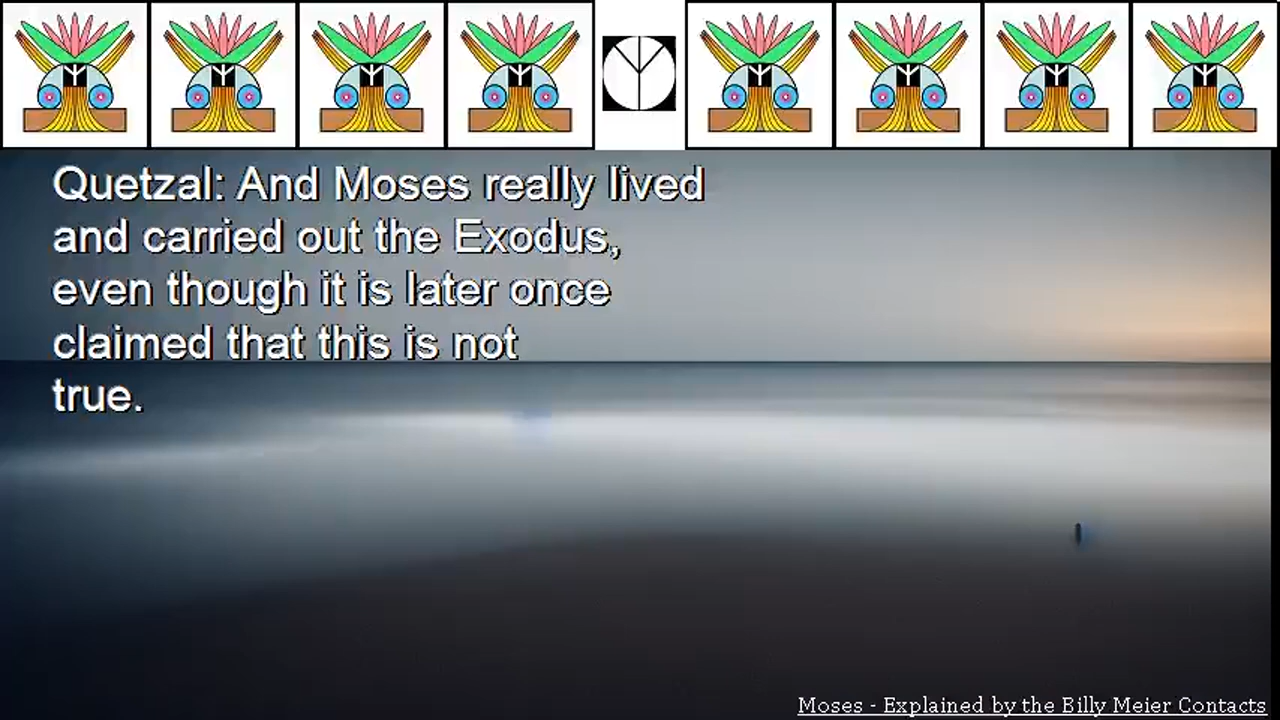 Quetzal: And Moses really lived
and carried out the Exodus,
even though it is later once
claimed that this is not
true.
Moses - Explained by the Billy Meier Contacts